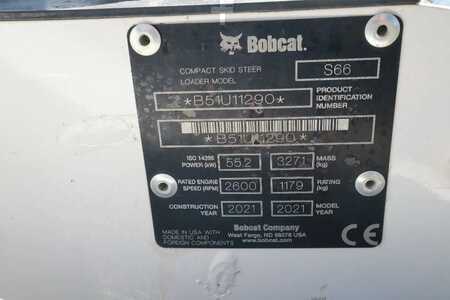 Bobcat.
COMPACT SKID STEER LOADER MODEL S66
*B51U11290* PRODUCT IDENTIFICATION NUMBER
*B51U11290*
ISO 14396 POWER (kW) 55.2 3271 MASS (kg)
RATED ENGINE SPEED (RPM) 2600 1179 RATING (kg)
CONSTRUCTION YEAR 2021 2021 MODEL YEAR
MADE IN USA WITH DOMESTIC AND FOREIGN COMPONENTS
Bobcat Company
West Fargo, ND 58078 USA
www.bobcat.com
CE